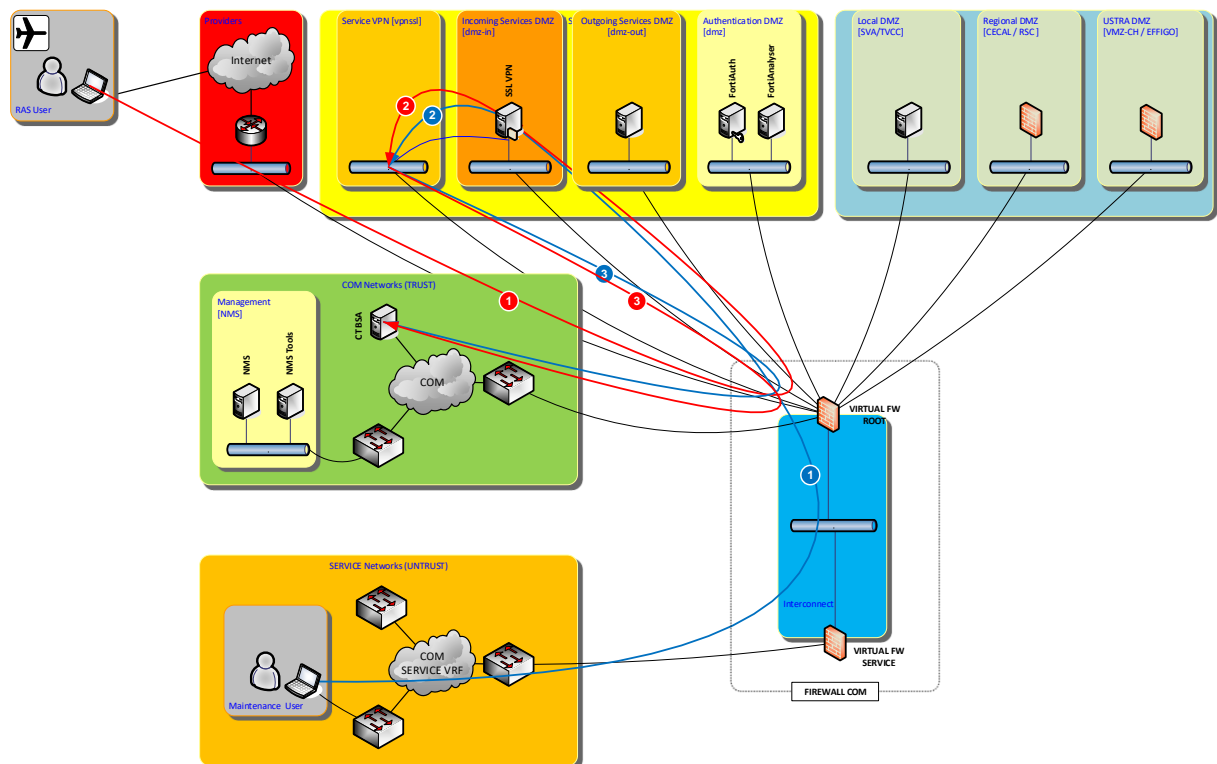 Providers
Internet
RAS User
Service VPN [vpnssl]
Incoming Services DMZ
[dmz-in]
S
SSL VPN
Outgoing Services DMZ
[dmz-out]
Authentication DMZ
[dmz]
FortiAuth
FortiAnalyser
Local DMZ
[SVA/TVCC]
Regional DMZ
[CECAL / RSC ]
USTRA DMZ
[VMZ-CH / EFFIGO]
2
2
3
3
1
COM Networks (TRUST)
Management
[NMS]
NMS
NMS Tools
CT BSA
COM
VIRTUAL FW
ROOT
1
Interconnect
VIRTUAL FW
SERVICE
FIREWALL COM
SERVICE Networks (UNTRUST)
COM
SERVICE VRF
Maintenance User